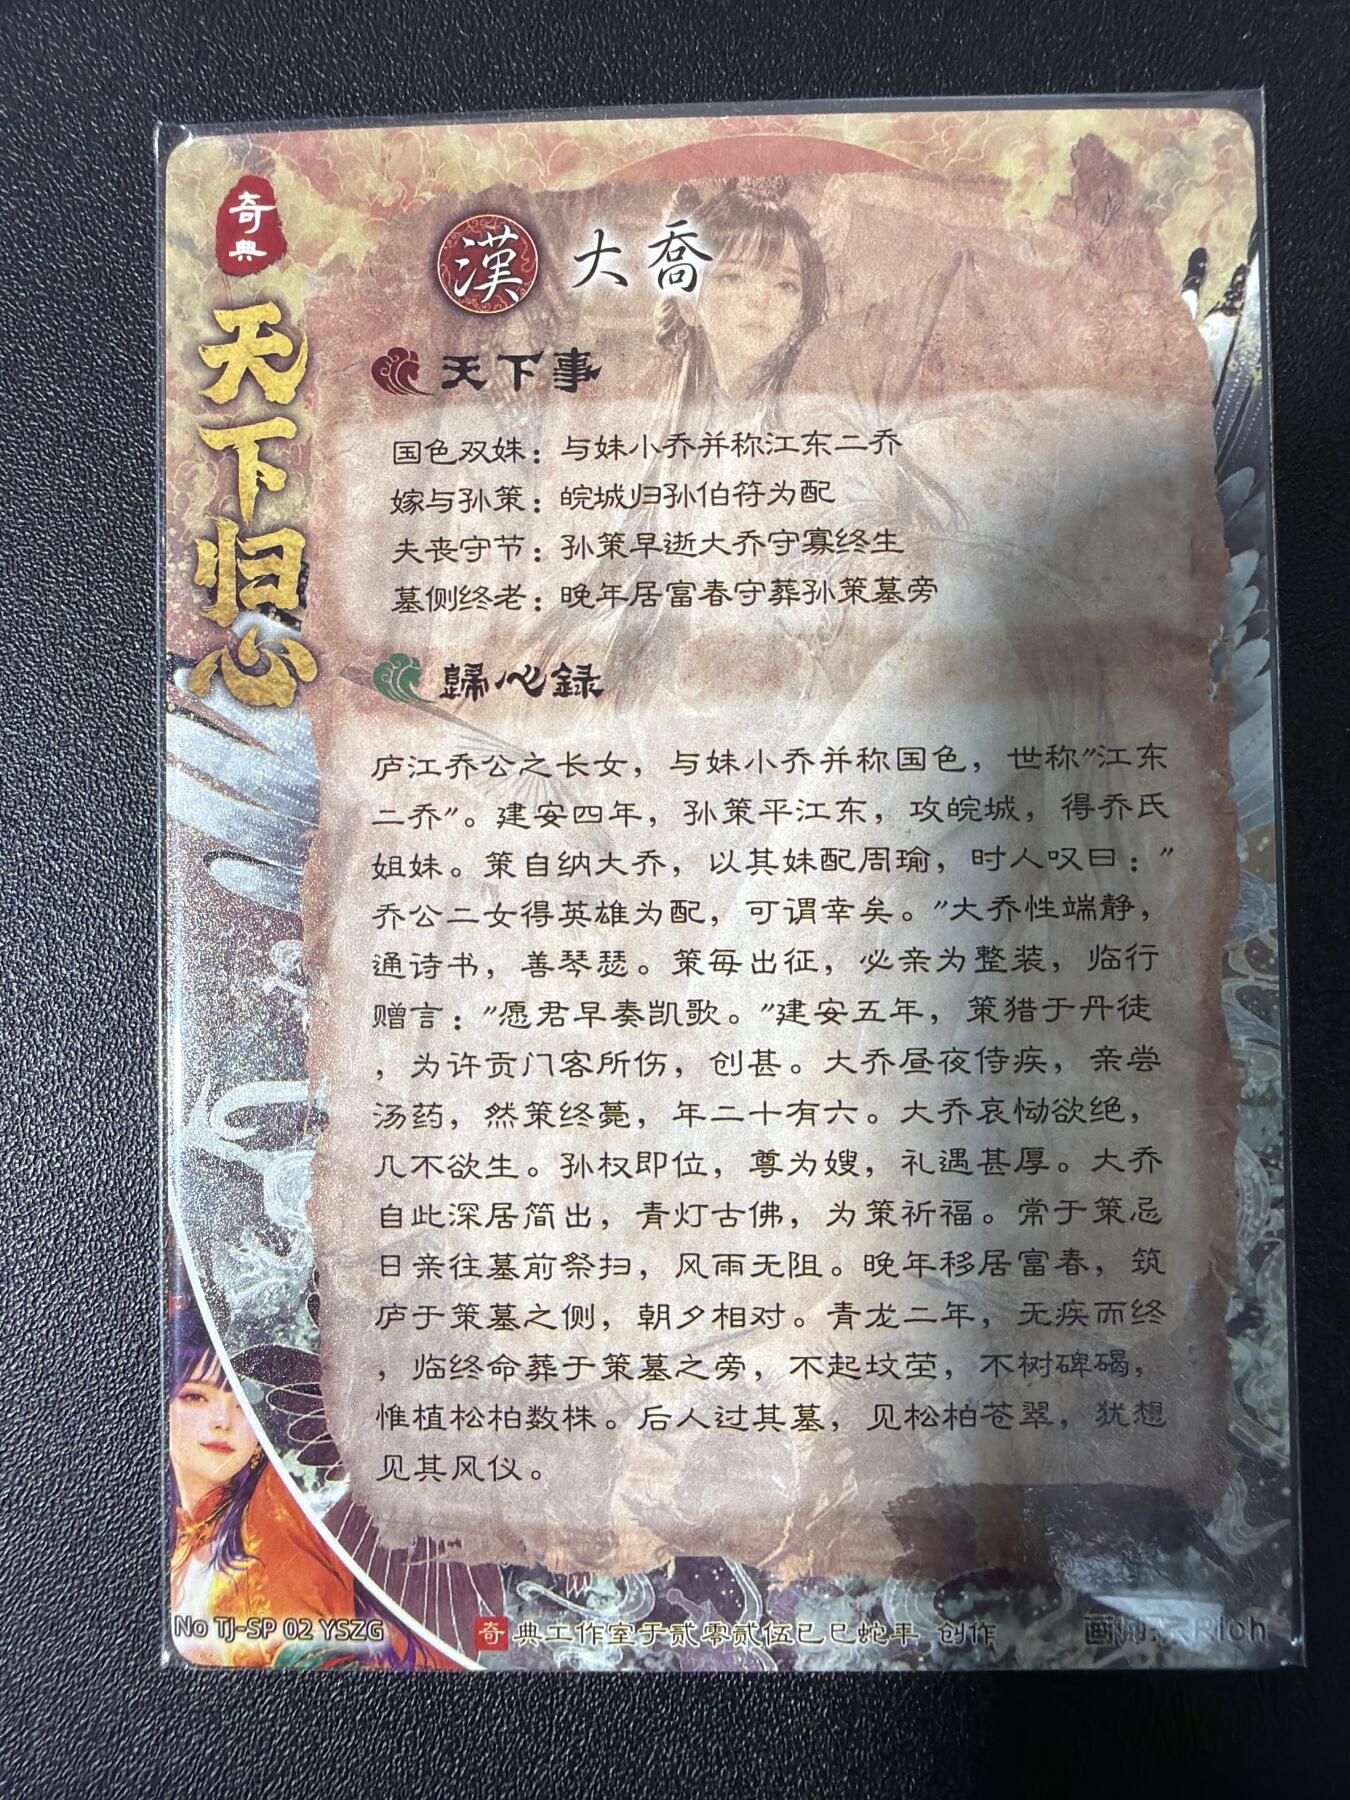 奇典
天下归心
漢 大喬
天下事
国色双姝：与妹小乔并称江东二乔
嫁与孙策：皖城归孙伯符为配
夫丧守节：孙策早逝大乔守寡终生
墓侧终老：晚年居富春守葬孙策墓旁
歸心録
庐江乔公之长女，与妹小乔并称国色，世称"江东
二乔"。建安四年，孙策平江东，攻皖城，得乔氏
姐妹。策自纳大乔，以其妹配周瑜，时人叹曰："
乔公二女得英雄为配，可谓幸矣。"大乔性端静，
通诗书，善琴瑟。策每出征，必亲为整装，临行
赠言："愿君早奏凯歌。"建安五年，策猎于丹徒
，为许贡门客所伤，创甚。大乔昼夜侍疾，亲尝
汤药，然策终薨，年二十有六。大乔哀恸欲绝，
几不欲生。孙权即位，尊为嫂，礼遇甚厚。大乔
自此深居简出，青灯古佛，为策祈福。常于策忌
日亲往墓前祭扫，风雨无阻。晚年移居富春，筑
庐于策墓之侧，朝夕相对。青龙二年，无疾而终
，临终命葬于策墓之旁，不起坟茔，不树碑碣，
惟植松柏数株。后人过其墓，见松柏苍翠，犹想
见其风仪。
No TJ-SP 02 YSZG
奇典工作室于贰零贰伍已巳蛇年 创作